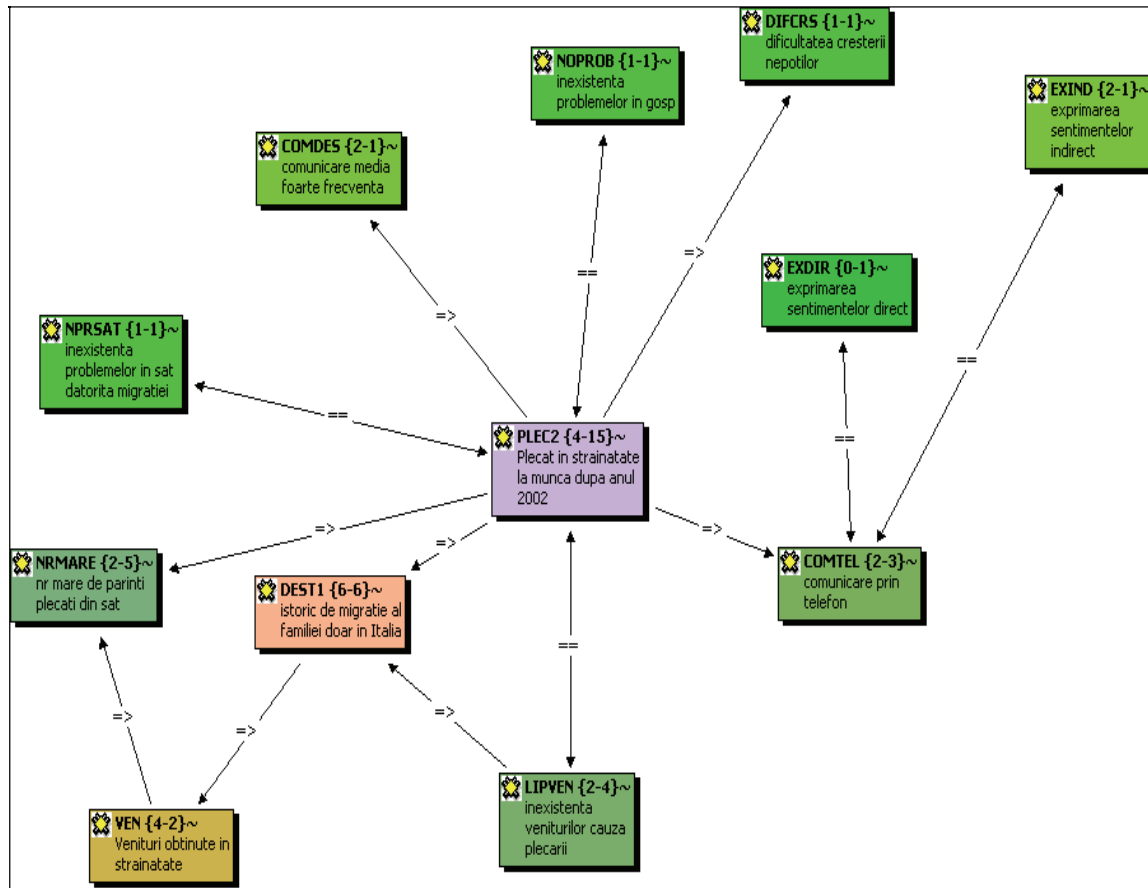 DIFCRS {1-1}~
dificultatea cresterii
nepotilor
NOPROB {1-1}~
inexistenta
problemelor in gosp
EXIND {2-1}~
exprimarea
sentimentelor
indirect
COMDES {2-1}~
comunicare media
foarte frecventa
=>
==
EXDIR {0-1}~
exprimarea
sentimentelor direct
=>
NPRSAT {1-1}~
inexistenta
problemelor in sat
datorita migratiei
==
==
PLEC2 {4-15}~
Plecat in strainatate
la munca dupa anul
2002
==
=>
=>
=>
NRMARE {2-5}~
nr mare de parinti
plecati din sat
DEST1 {6-6}~
istoric de migratie al
familiei doar in Italia
COMTEL {2-3}~
comunicare prin
telefon
==
=>
=>
=>
LIPVEN {2-4}~
inexistenta
veniturilor cauza
plecarii
VEN {4-2}~
Venituri obtinute in
strainatate